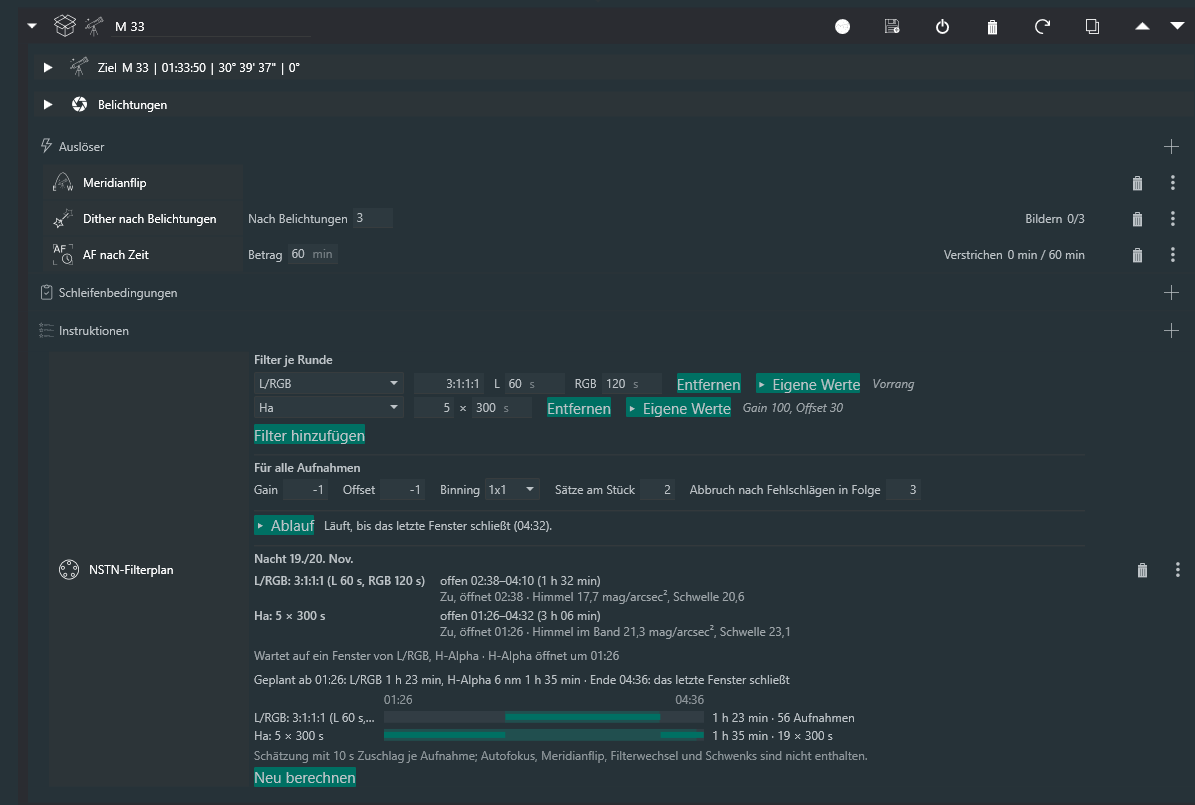 M 33
Ziel M 33 | 01:33:50 | 30° 39' 37" | 0°
Belichtungen
Auslöser
E W Meridianflip
Dither nach Belichtungen Nach Belichtungen 3 Bildern 0/3
AF AF nach Zeit Betrag 60 min Verstrichen 0 min / 60 min
Schleifenbedingungen
Instruktionen
Filter je Runde
L/RGB 3:1:1:1 L 60 s RGB 120 s Entfernen ▸ Eigene Werte Vorrang
Ha 5 × 300 s Entfernen ▸ Eigene Werte Gain 100, Offset 30
Filter hinzufügen
Für alle Aufnahmen
Gain -1 Offset -1 Binning 1x1 Sätze am Stück 2 Abbruch nach Fehlschlägen in Folge 3
▸ Ablauf Läuft, bis das letzte Fenster schließt (04:32).
NSTN-Filterplan
Nacht 19./20. Nov.
L/RGB: 3:1:1:1 (L 60 s, RGB 120 s) offen 02:38–04:10 (1 h 32 min)
Zu, öffnet 02:38 · Himmel 17,7 mag/arcsec², Schwelle 20,6
Ha: 5 × 300 s offen 01:26–04:32 (3 h 06 min)
Zu, öffnet 01:26 · Himmel im Band 21,3 mag/arcsec², Schwelle 23,1
Wartet auf ein Fenster von L/RGB, H-Alpha · H-Alpha öffnet um 01:26
Geplant ab 01:26: L/RGB 1 h 23 min, H-Alpha 6 nm 1 h 35 min · Ende 04:36: das letzte Fenster schließt
01:26 04:36
L/RGB: 3:1:1:1 (L 60 s,... 1 h 23 min · 56 Aufnahmen
Ha: 5 × 300 s 1 h 35 min · 19 × 300 s
Schätzung mit 10 s Zuschlag je Aufnahme; Autofokus, Meridianflip, Filterwechsel und Schwenks sind nicht enthalten.
Neu berechnen